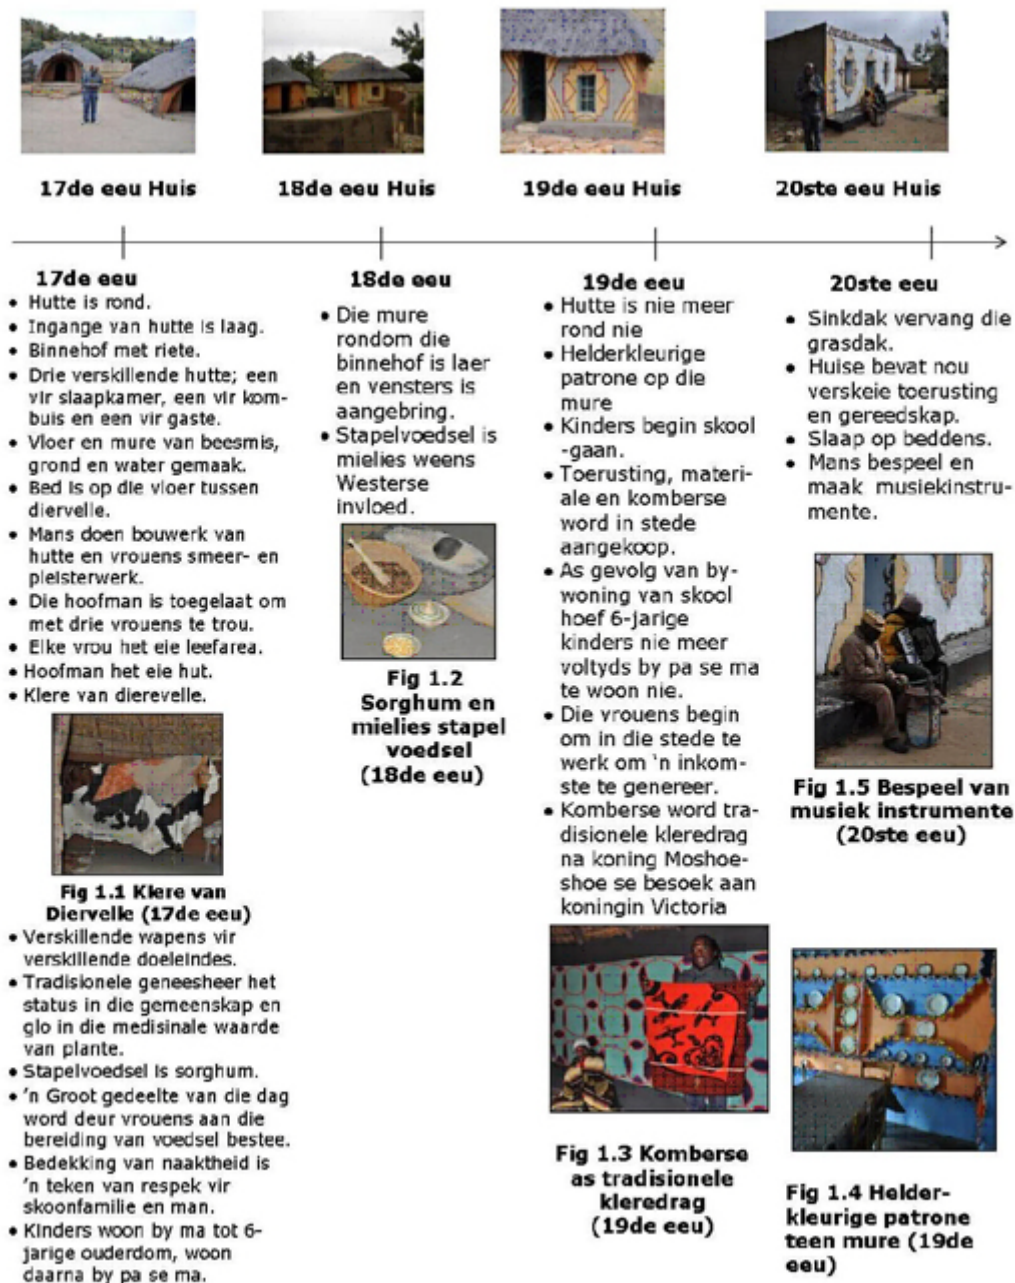 17de eeu Huis
18de eeu Huis
19de eeu Huis
20ste eeu Huis
17de eeu
• Hutte is rond.
• Ingange van hutte is laag.
• Binnehof met riete.
• Drie verskillende hutte; een
vir slaapkamer, een vir kom-
buis en een vir gaste.
• Vloer en mure van beesmis,
grond en water gemaak.
• Bed is op die vloer tussen
diervelle.
• Mans doen bouwerk van
hutte en vrouens smeer- en
pleisterwerk.
• Die hoofman is toegelaat om
met drie vrouens te trou.
• Elke vrou het eie leefarea.
• Hoofman het eie hut.
• Klere van dierevelle.
Fig 1.1 Klere van
Diervelke (17de eeu)
• Verskillende wapens vir
verskillende doeleindes.
• Tradisionele geneesheer het
status in die gemeenskap en
glo in die medisinale waarde
van plante.
• Stapelvoedsel is sorghum.
• 'n Groot gedeelte van die dag
word deur vrouens aan die
bereiding van voedsel bestee.
• Bedekking van naaktheid is
'n teken van respek vir
skoonfamilie en man.
• Kinders woon by ma tot 6-
jarige ouderdom, woon
daarna by pa se ma.
18de eeu
• Die mure
rondom die
binnehof is laer
en vensters is
aangebring.
• Stapelvoedsel is
mielies weens
Westerse
invloed.
Fig 1.2
Sorghum en
mielies stapel
voedsel
(18de eeu)
19de eeu
• Hutte is nie meer
rond nie
• Helderkleurige
patrone op die
mure
• Kinders begin skool
-gaan.
• Toerusting, materi-
ale en komberse
word in stede
aangekoop.
• As gevolg van by-
woning van skool
hoef 6-jarige
kinders nie meer
voltyds by pa se ma
te woon nie.
• Die vrouens begin
om in die stede te
werk om 'n inkom-
ste te genereer.
• Komberse word tra-
disionele kleredrag
na koning Moshoe-
shoe se besoek aan
koningin Victoria
Fig 1.3 Komberse
as tradisionele
kleredrag
(19de eeu)
20ste eeu
• Sinkdak vervang die
grasdak.
• Huise bevat nou
verskeie toerusting
en gereedskap.
• Slaap op beddens.
• Mans bespeel en
maak musiekinstru-
mente.
Fig 1.5 Bespeel van
musiek instrumente
(20ste eeu)
Fig 1.4 Helder-
kleurige patrone
teen mure (19de
eeu)